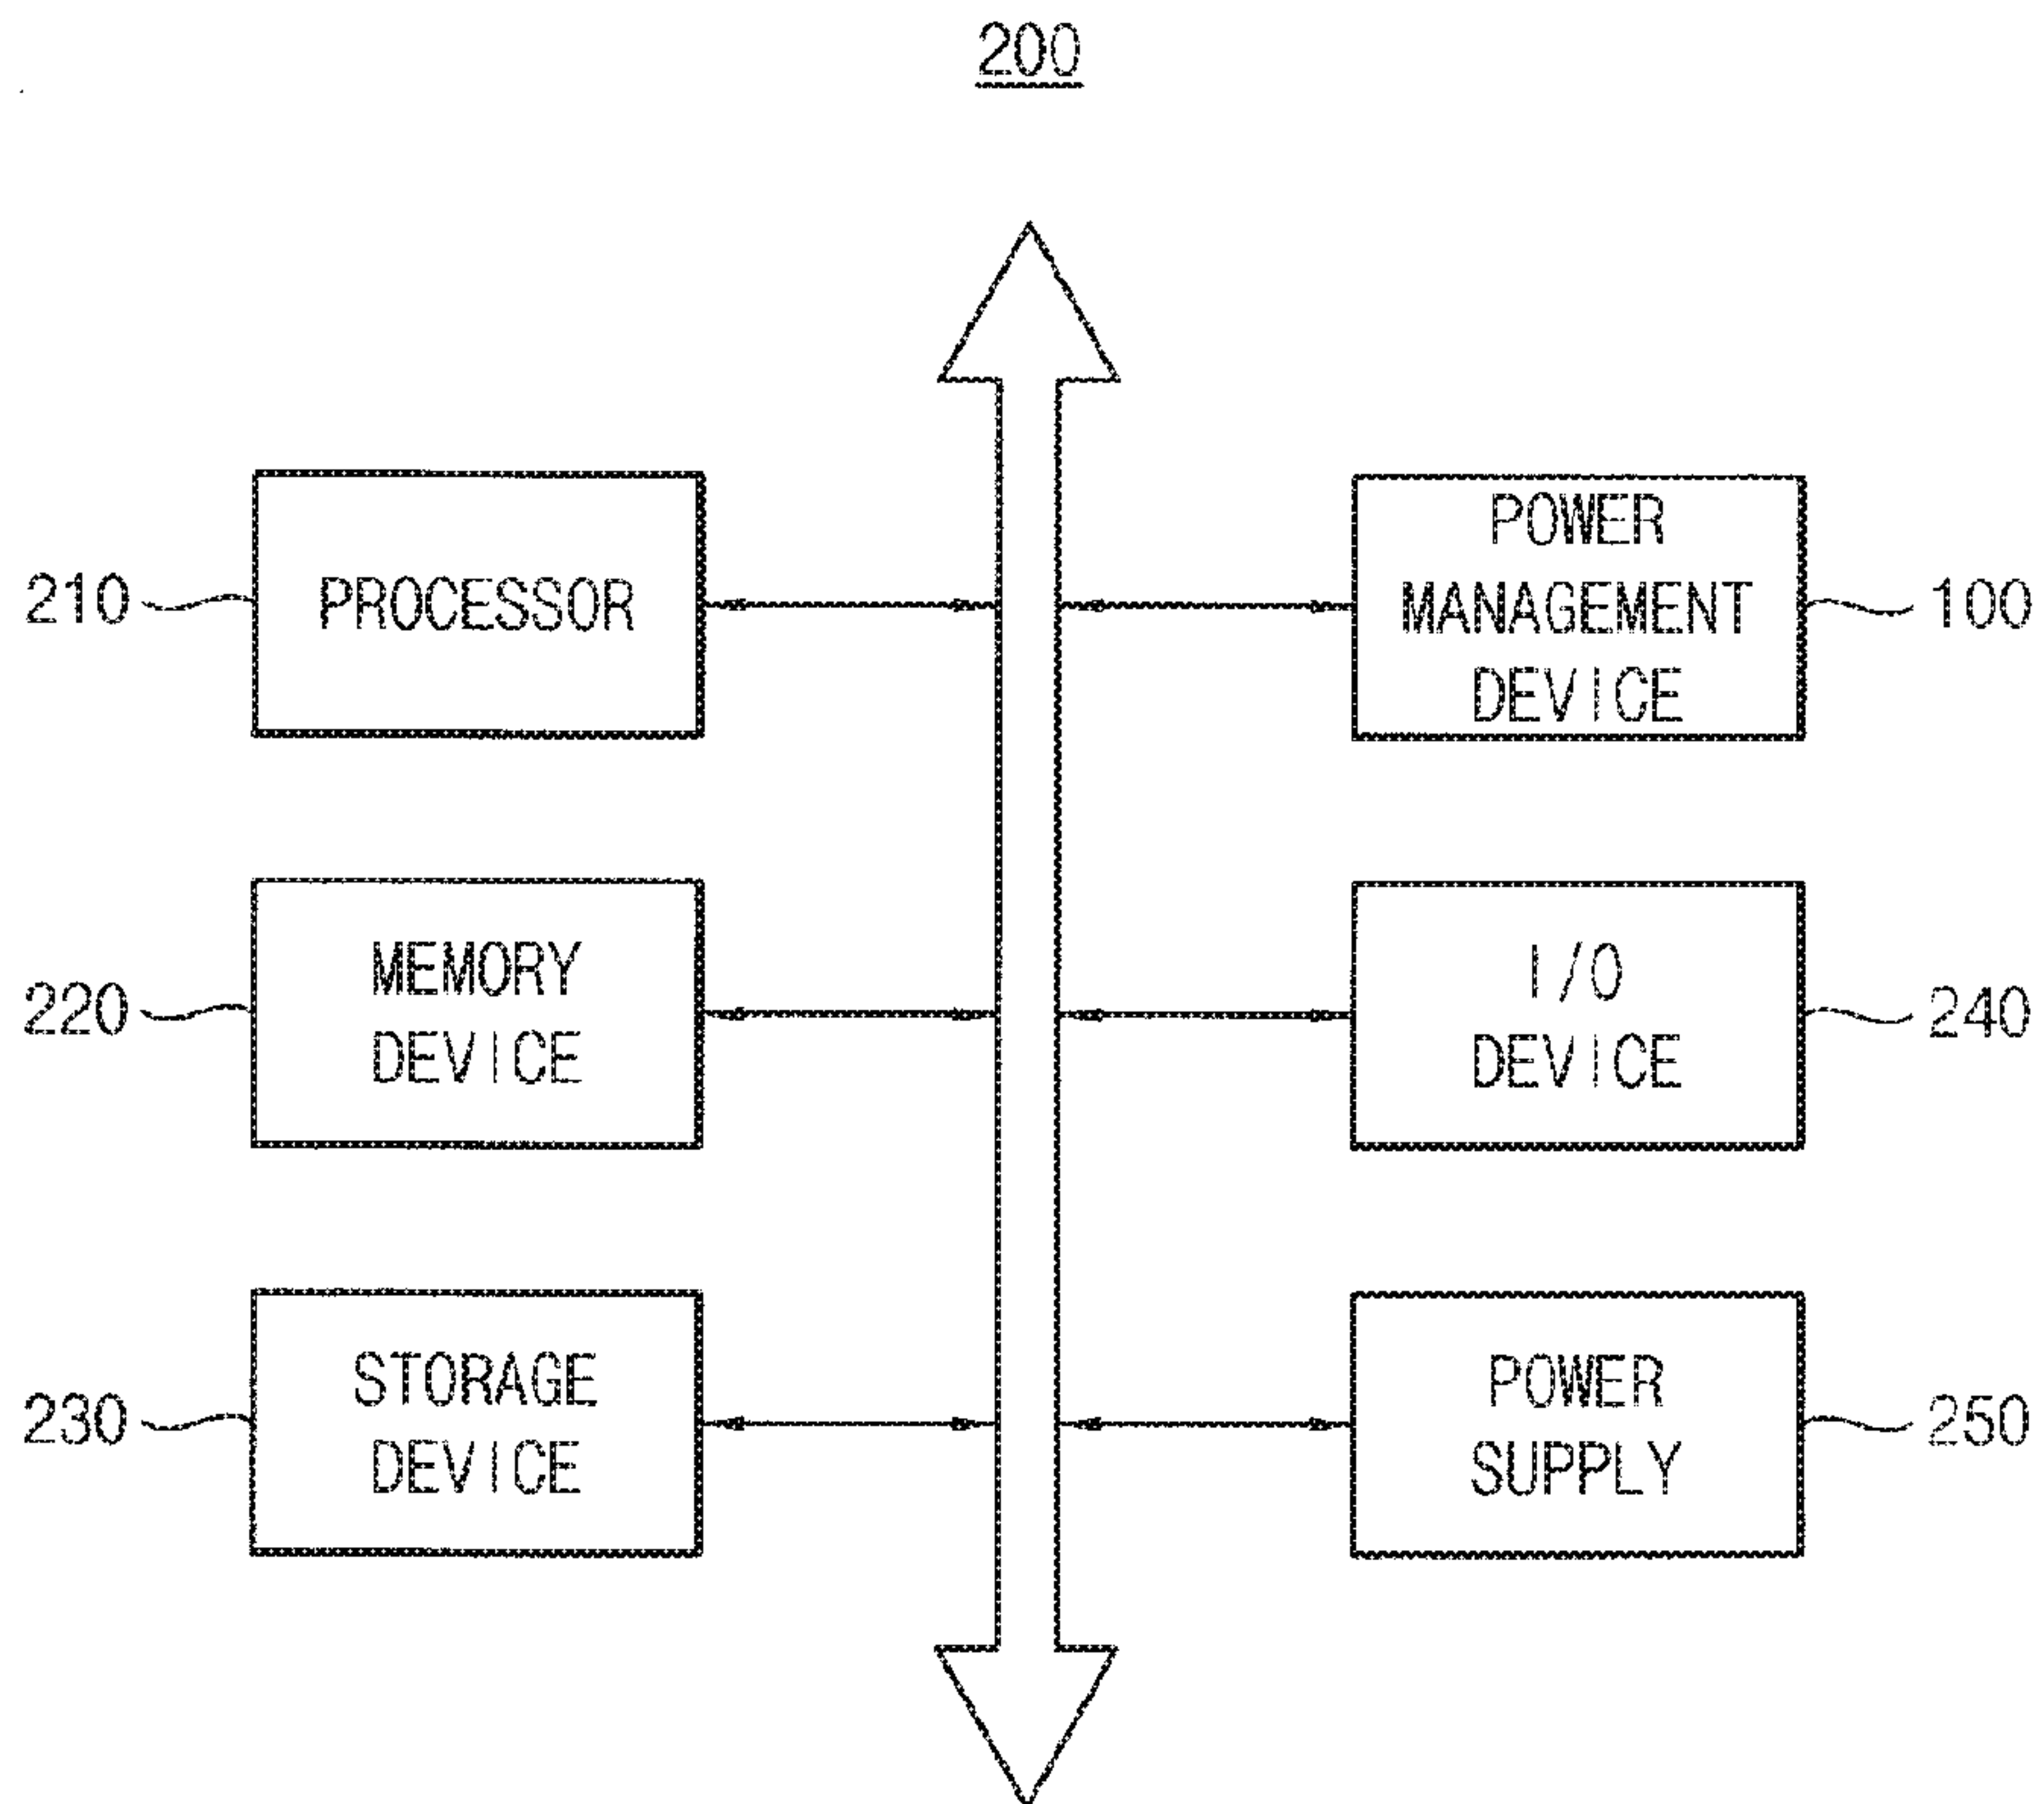 200
210
PROCESSOR
POWER
MANAGEMENT
DEVICE
100
220
MEMORY
DEVICE
I/O
DEVICE
240
230
STORAGE
DEVICE
POWER
SUPPLY
250